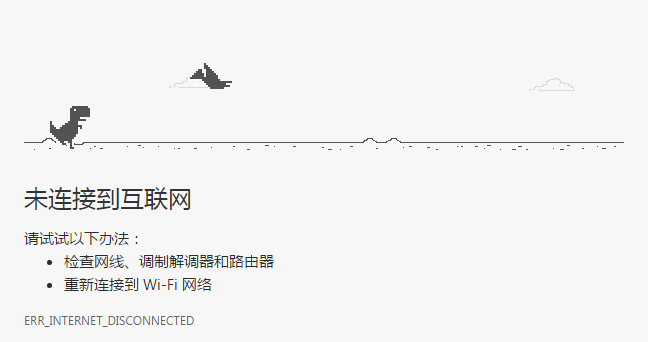 未连接到互联网
请试试以下办法：
检查网线、调制解调器和路由器
重新连接到 Wi-Fi 网络
ERR_INTERNET_DISCONNECTED